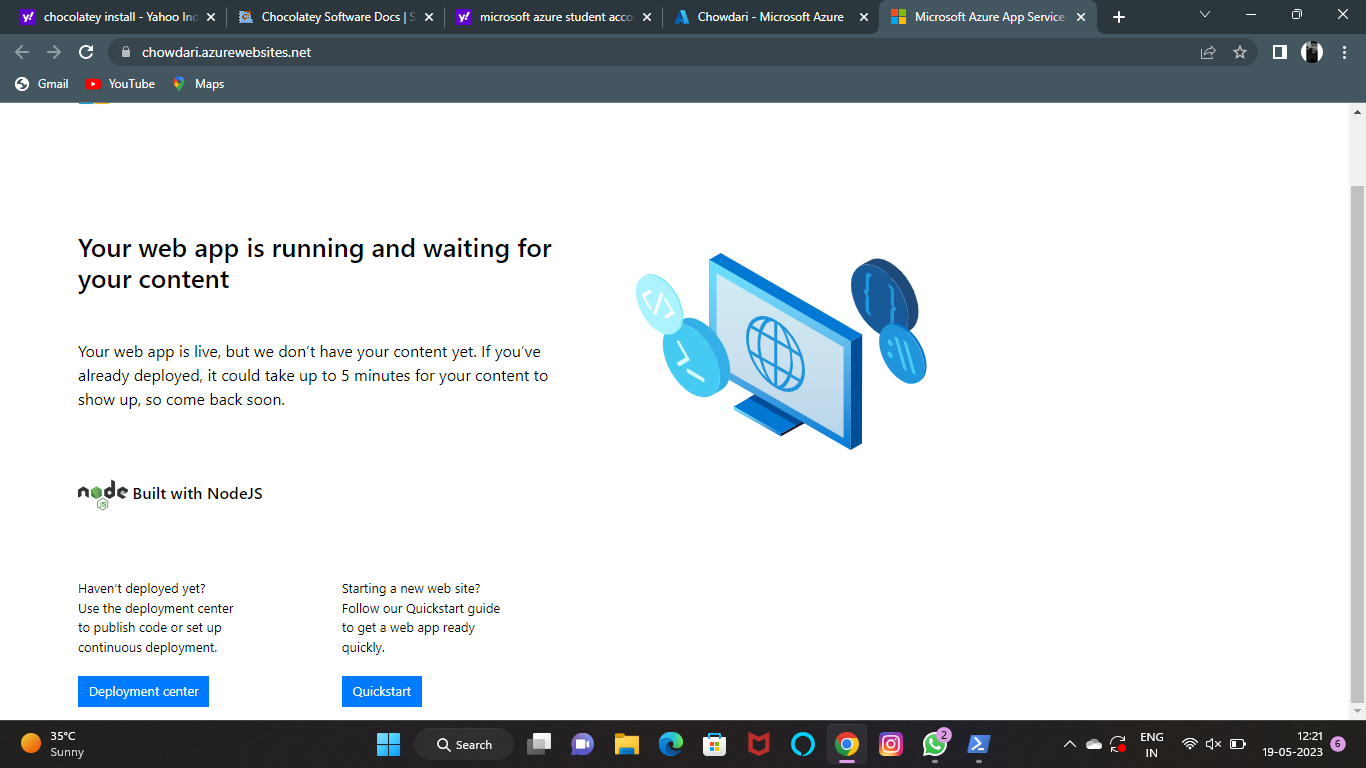 chocolatey install - Yahoo Ind
Chocolatey Software Docs | S
microsoft azure student acco
Chowdari - Microsoft Azure
Microsoft Azure App Service
chowdari.azurewebsites.net
Gmail
YouTube
Maps
Your web app is running and waiting for
your content
Your web app is live, but we don’t have your content yet. If you’ve
already deployed, it could take up to 5 minutes for your content to
show up, so come back soon.
node
JS
Built with NodeJS
Haven’t deployed yet?
Use the deployment center
to publish code or set up
continuous deployment.
Deployment center
Starting a new web site?
Follow our Quickstart guide
to get a web app ready
quickly.
Quickstart
35°C
Sunny
Search
2
ENG
IN
12:21
19-05-2023
6